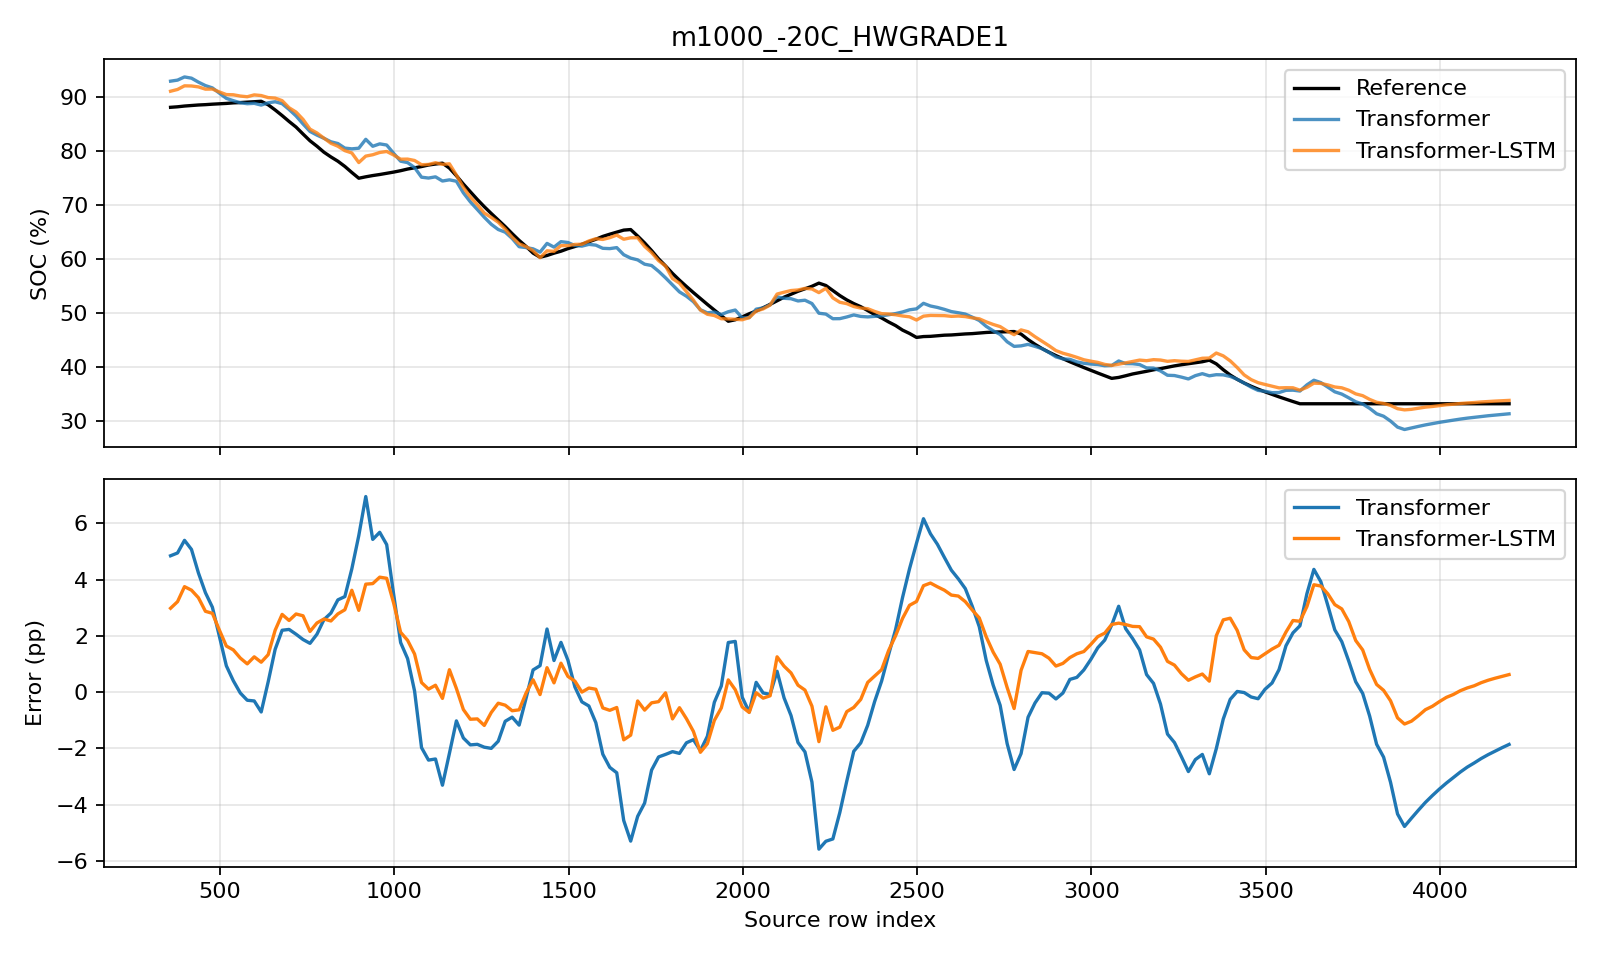 m1000_-20C_HWGRADE1
SOC (%)
90
80
70
60
50
40
30
Reference
Transformer
Transformer-LSTM
Error (pp)
6
4
2
0
−2
−4
−6
Transformer
Transformer-LSTM
500
1000
1500
2000
2500
3000
3500
4000
Source row index